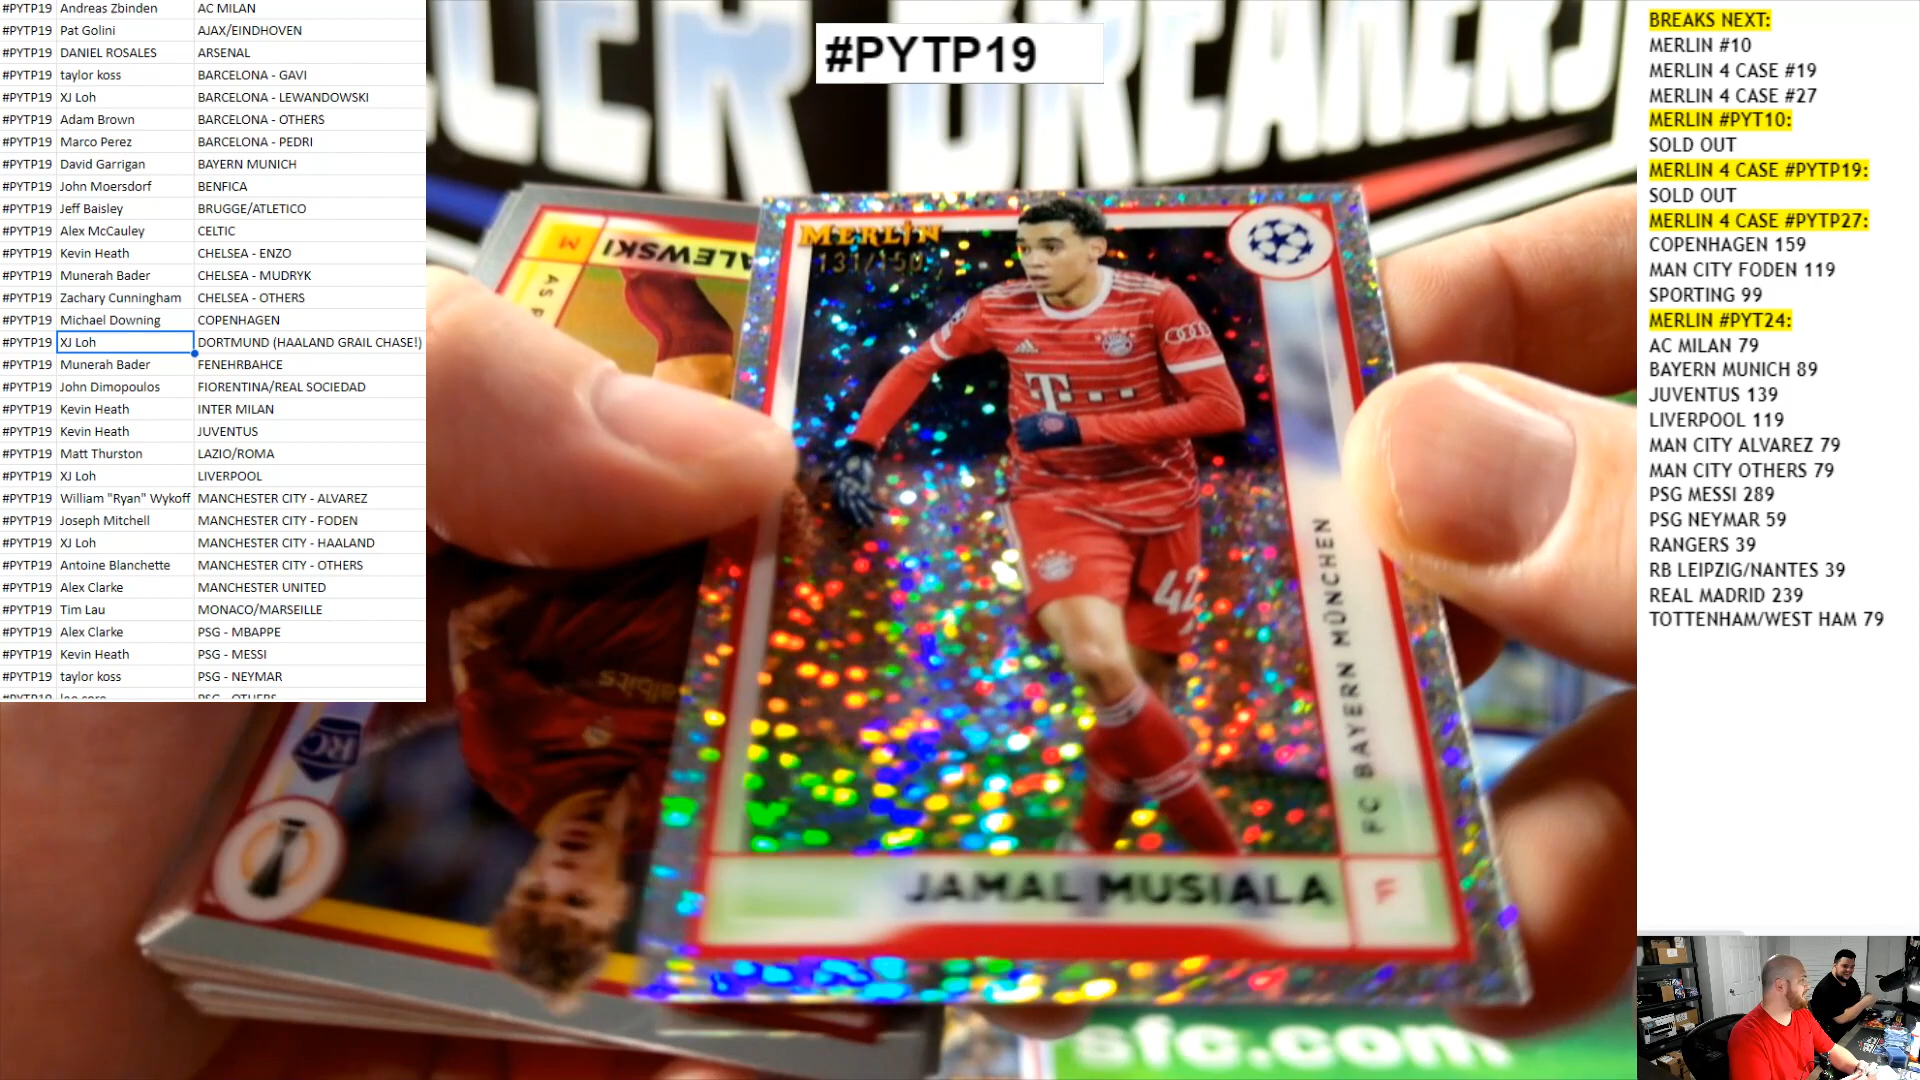 #PYTP19 Andreas Zbinden AC MILAN
#PYTP19 Pat Golini AJAX/EINDHOVEN
#PYTP19 DANIEL ROSALES ARSENAL
#PYTP19 taylor koss BARCELONA - GAVI
#PYTP19 XJ Loh BARCELONA - LEWANDOWSKI
#PYTP19 Adam Brown BARCELONA - OTHERS
#PYTP19 Marco Perez BARCELONA - PEDRI
#PYTP19 David Garrigan BAYERN MUNICH
#PYTP19 John Moersdorf BENFICA
#PYTP19 Jeff Baisley BRUGGE/ATLETICO
#PYTP19 Alex McCauley CELTIC
#PYTP19 Kevin Heath CHELSEA - ENZO
#PYTP19 Munerah Bader CHELSEA - MUDRYK
#PYTP19 Zachary Cunningham CHELSEA - OTHERS
#PYTP19 Michael Downing COPENHAGEN
#PYTP19 XJ Loh DORTMUND (HAALAND GRAIL CHASE!)
#PYTP19 Munerah Bader FENEHRBAHCE
#PYTP19 John Dimopoulos FIORENTINA/REAL SOCIEDAD
#PYTP19 Kevin Heath INTER MILAN
#PYTP19 Kevin Heath JUVENTUS
#PYTP19 Matt Thurston LAZIO/ROMA
#PYTP19 XJ Loh LIVERPOOL
#PYTP19 William "Ryan" Wykoff MANCHESTER CITY - ALVAREZ
#PYTP19 Joseph Mitchell MANCHESTER CITY - FODEN
#PYTP19 XJ Loh MANCHESTER CITY - HAALAND
#PYTP19 Antoine Blanchette MANCHESTER CITY - OTHERS
#PYTP19 Alex Clarke MANCHESTER UNITED
#PYTP19 Tim Lau MONACO/MARSEILLE
#PYTP19 Alex Clarke PSG - MBAPPE
#PYTP19 Kevin Heath PSG - MESSI
#PYTP19 taylor koss PSG - NEYMAR
#PYTP19
BREAKERS
MERLIN
131/150
T
42
FC BAYERN MÜNCHEN
JAMAL MUSIALA
F
M
AS
RC
adidas
sfc.com
BREAKS NEXT:
MERLIN #10
MERLIN 4 CASE #19
MERLIN 4 CASE #27
MERLIN #PYT10:
SOLD OUT
MERLIN 4 CASE #PYTP19:
SOLD OUT
MERLIN 4 CASE #PYTP27:
COPENHAGEN 159
MAN CITY FODEN 119
SPORTING 99
MERLIN #PYT24:
AC MILAN 79
BAYERN MUNICH 89
JUVENTUS 139
LIVERPOOL 119
MAN CITY ALVAREZ 79
MAN CITY OTHERS 79
PSG MESSI 289
PSG NEYMAR 59
RANGERS 39
RB LEIPZIG/NANTES 39
REAL MADRID 239
TOTTENHAM/WEST HAM 79